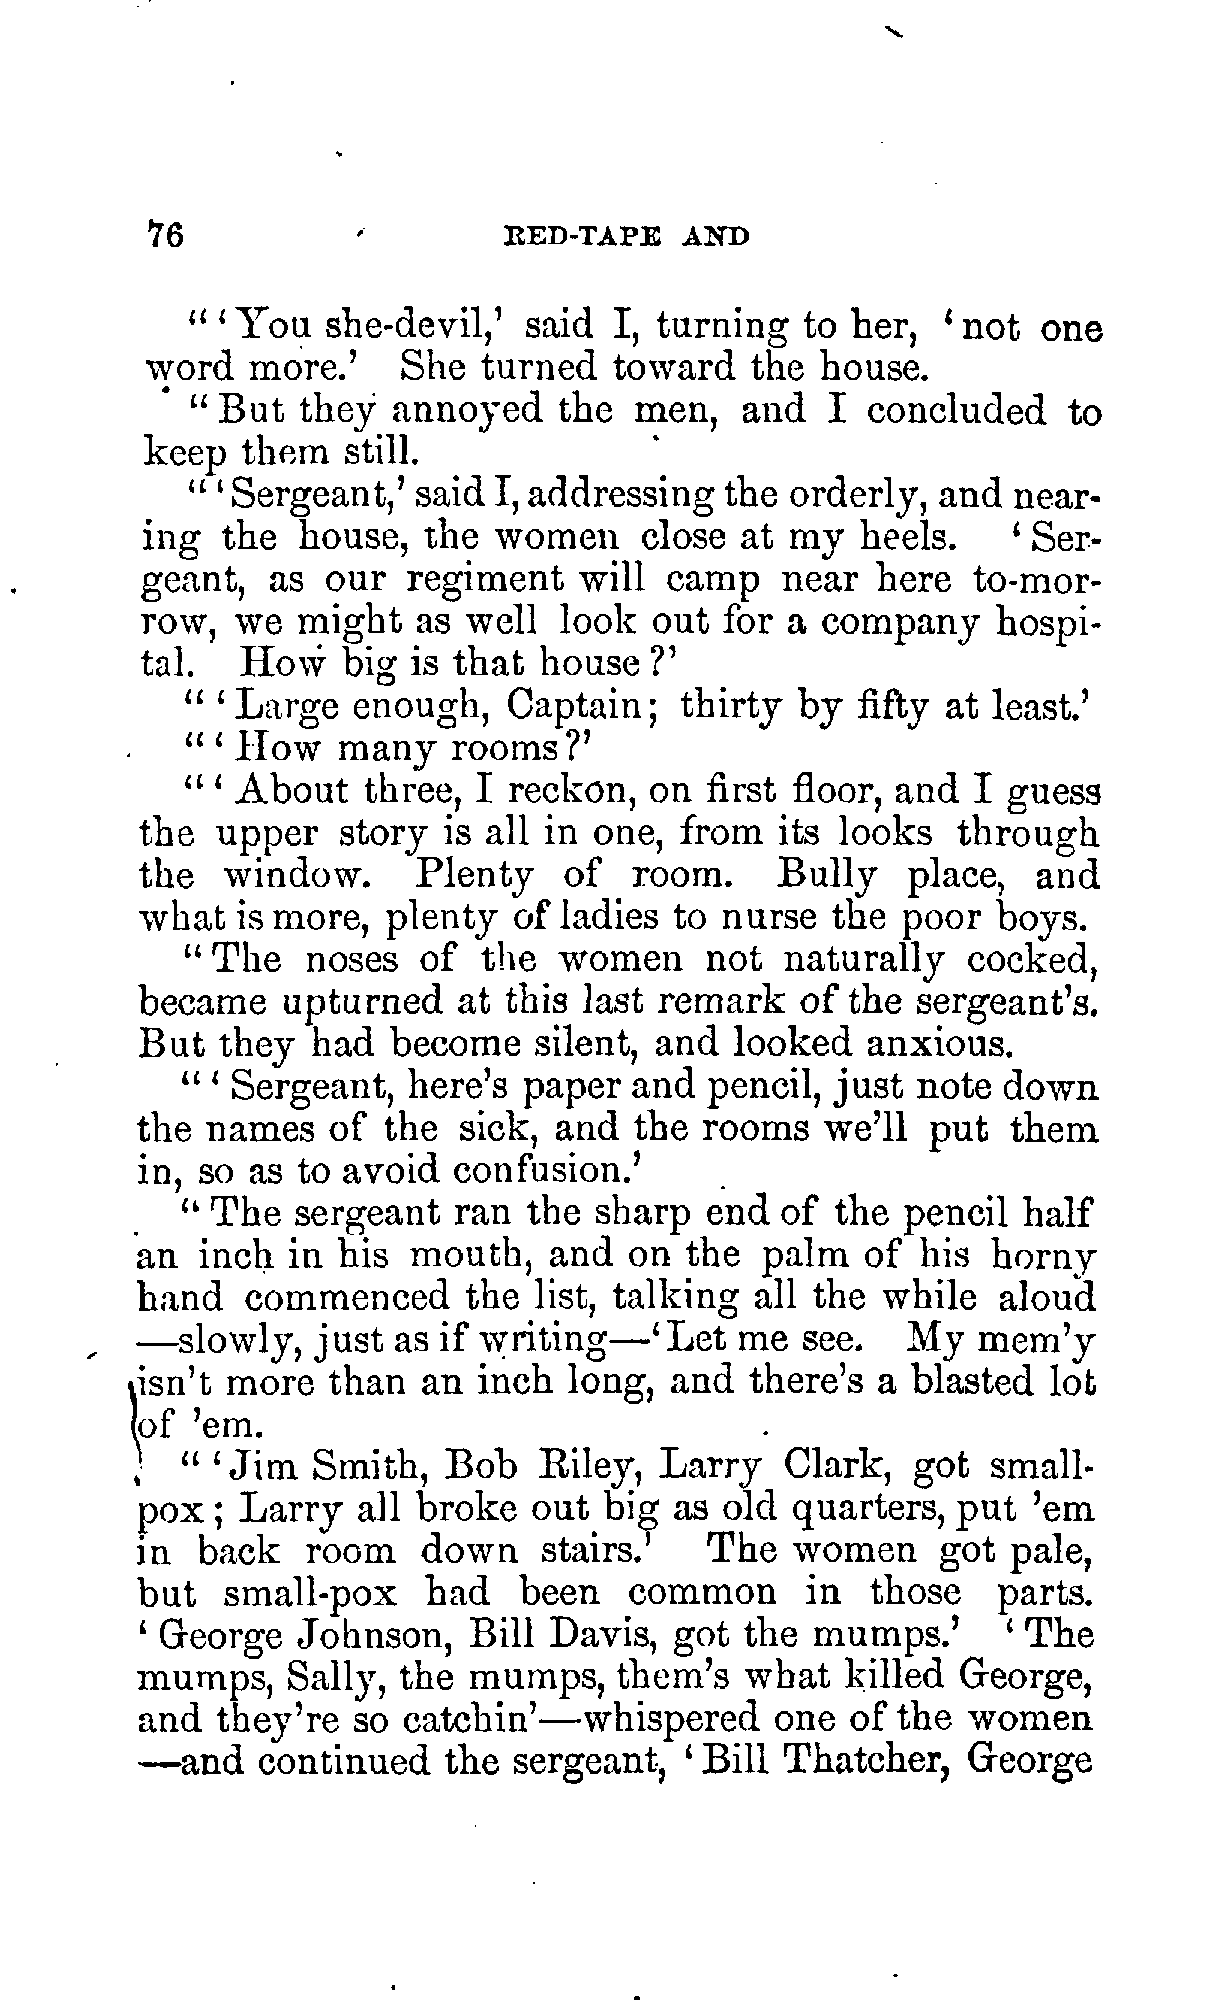 76 RED-TAPE AND
"'You she-devil,' said I, turning to her, 'not one
word more.' She turned toward the house.
"But they annoyed the men, and I concluded to
keep them still.
"'Sergeant,' said I, addressing the orderly, and near-
ing the house, the women close at my heels. 'Ser-
geant, as our regiment will camp near here to-mor-
row, we might as well look out for a company hospi-
tal. How big is that house?'
"'Large enough, Captain; thirty by fifty at least.'
"'How many rooms?'
"'About three, I reckon, on first floor, and I guess
the upper story is all in one, from its looks through
the window. Plenty of room. Bully place, and
what is more, plenty of ladies to nurse the poor boys.
"The noses of the women not naturally cocked,
became upturned at this last remark of the sergeant's.
But they had become silent, and looked anxious.
"'Sergeant, here's paper and pencil, just note down
the names of the sick, and the rooms we'll put them
in, so as to avoid confusion.'
"The sergeant ran the sharp end of the pencil half
an inch in his mouth, and on the palm of his horny
hand commenced the list, talking all the while aloud
—slowly, just as if writing—'Let me see. My mem'y
isn't more than an inch long, and there's a blasted lot
of 'em.
"'Jim Smith, Bob Riley, Larry Clark, got small-
pox; Larry all broke out big as old quarters, put 'em
in back room down stairs.' The women got pale,
but small-pox had been common in those parts.
'George Johnson, Bill Davis, got the mumps.' 'The
mumps, Sally, the mumps, them's what killed George,
and they're so catchin'—whispered one of the women
—and continued the sergeant, 'Bill Thatcher, George